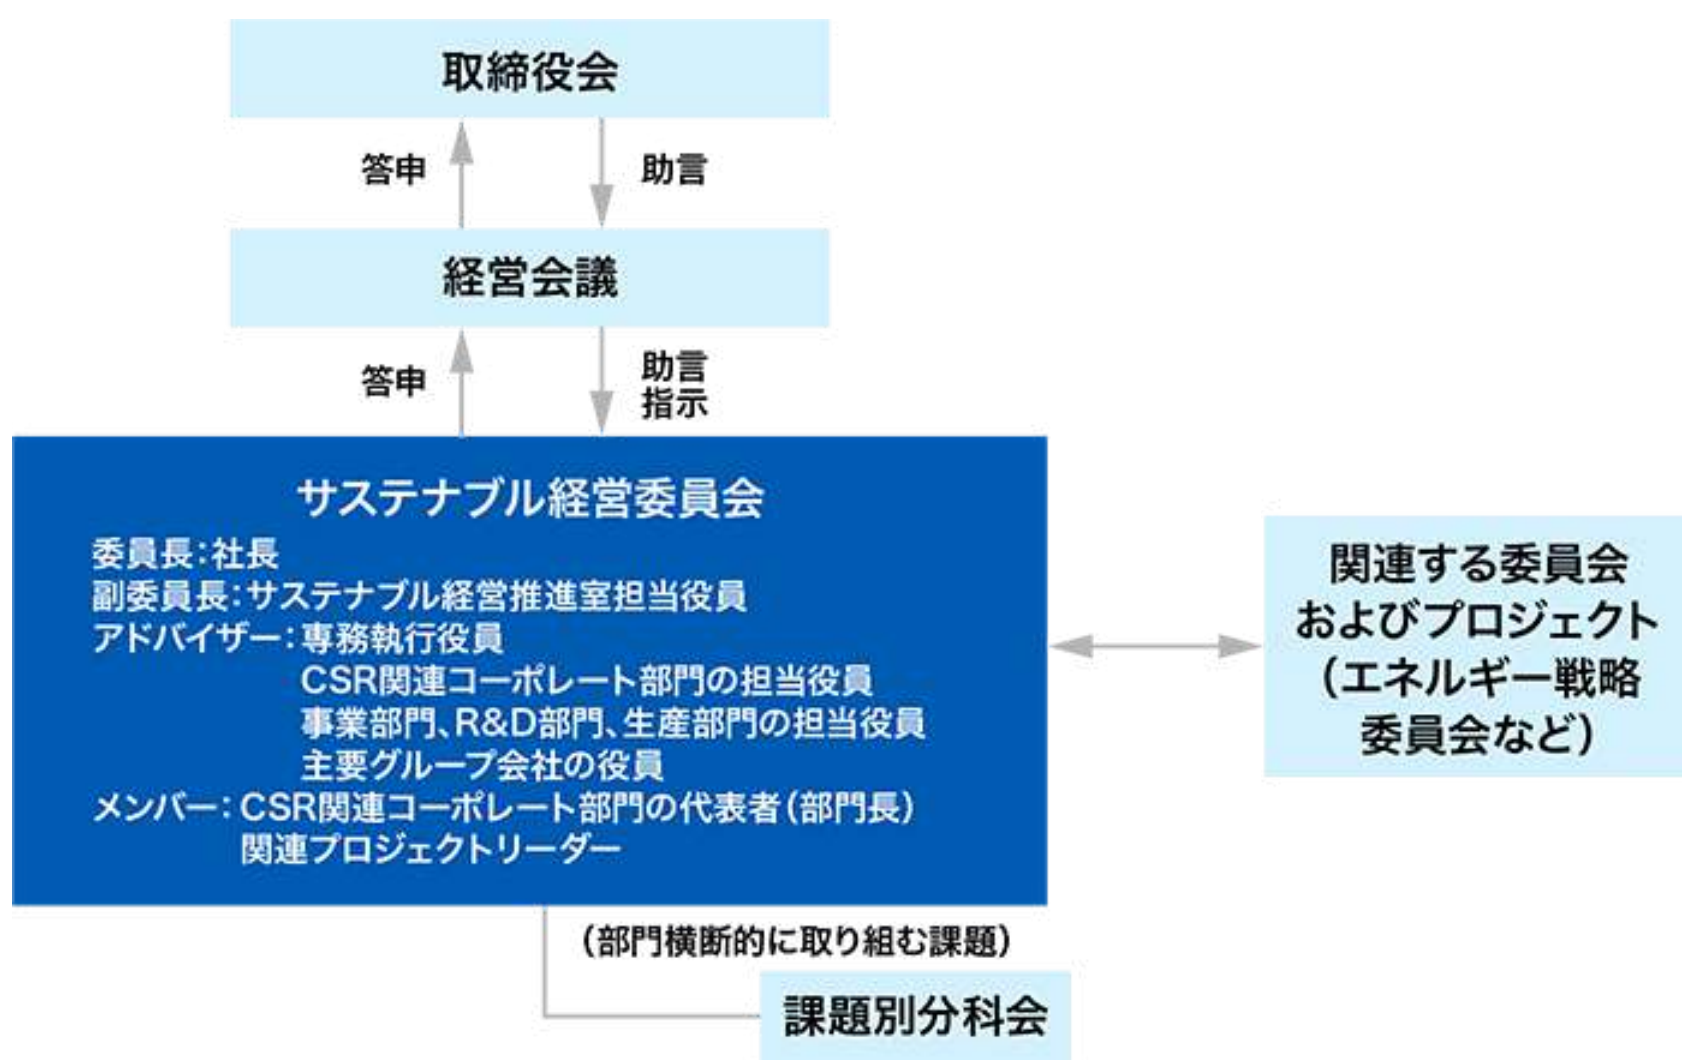 取締役会
答申
助言
経営会議
答申
助言
指示
サステナブル経営委員会
委員長：社長
副委員長：サステナブル経営推進室担当役員
アドバイザー：専務執行役員
CSR関連コーポレート部門の担当役員
事業部門、R&D部門、生産部門の担当役員
主要グループ会社の役員
メンバー：CSR関連コーポレート部門の代表者（部門長）
関連プロジェクトリーダー
関連する委員会
およびプロジェクト
（エネルギー戦略
委員会など）
（部門横断的に取り組む課題）
課題別分科会